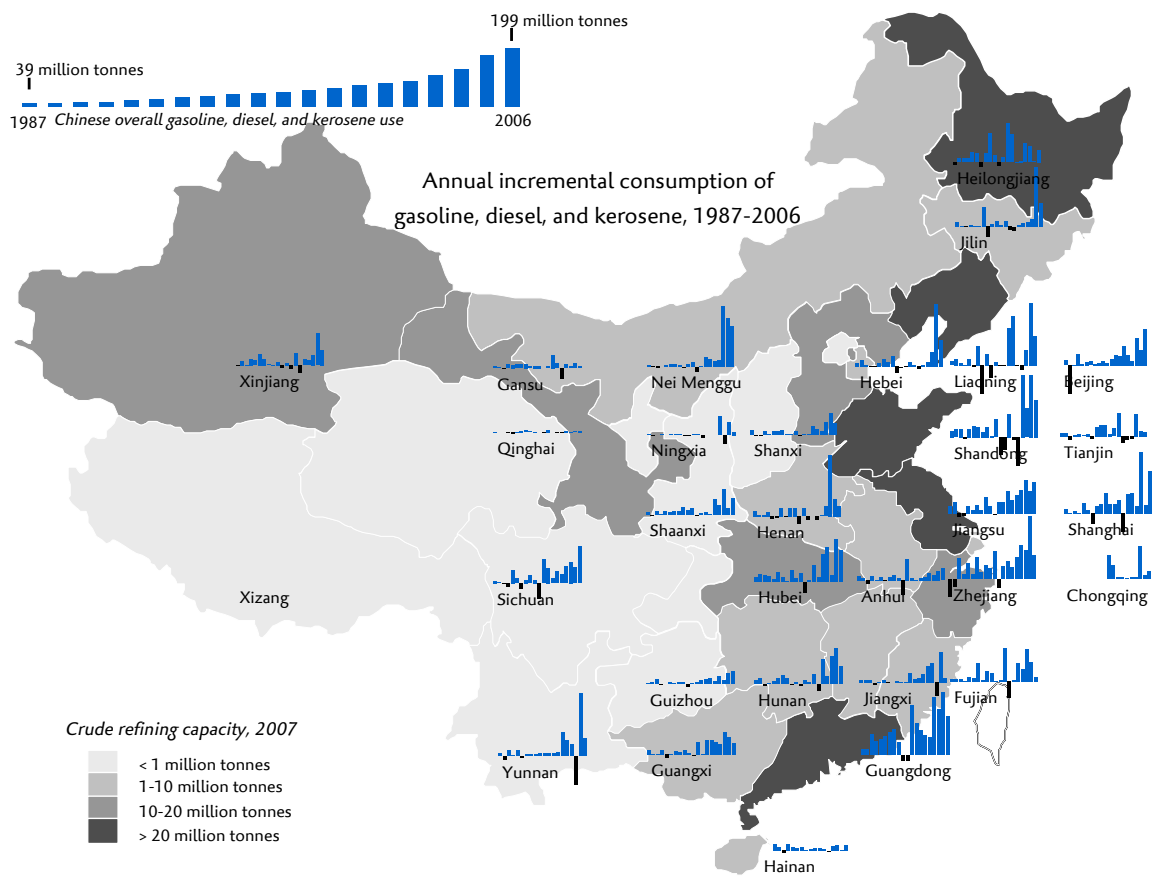 199 million tonnes
39 million tonnes
1987 Chinese overall gasoline, diesel, and kerosene use 2006
Annual incremental consumption of
gasoline, diesel, and kerosene, 1987-2006
Heilongjiang
Jilin
Xinjiang
Gansu
Nei Menggu
Hebei
Liaoning
Beijing
Qinghai
Ningxia
Shanxi
Shandong
Tianjin
Shaanxi
Henan
Jiangsu
Shanghai
Xizang
Sichuan
Hubei
Anhui
Zhejiang
Chongqing
Guizhou
Hunan
Jiangxi
Fujian
Yunnan
Guangxi
Guangdong
Hainan
Crude refining capacity, 2007
< 1 million tonnes
1-10 million tonnes
10-20 million tonnes
> 20 million tonnes